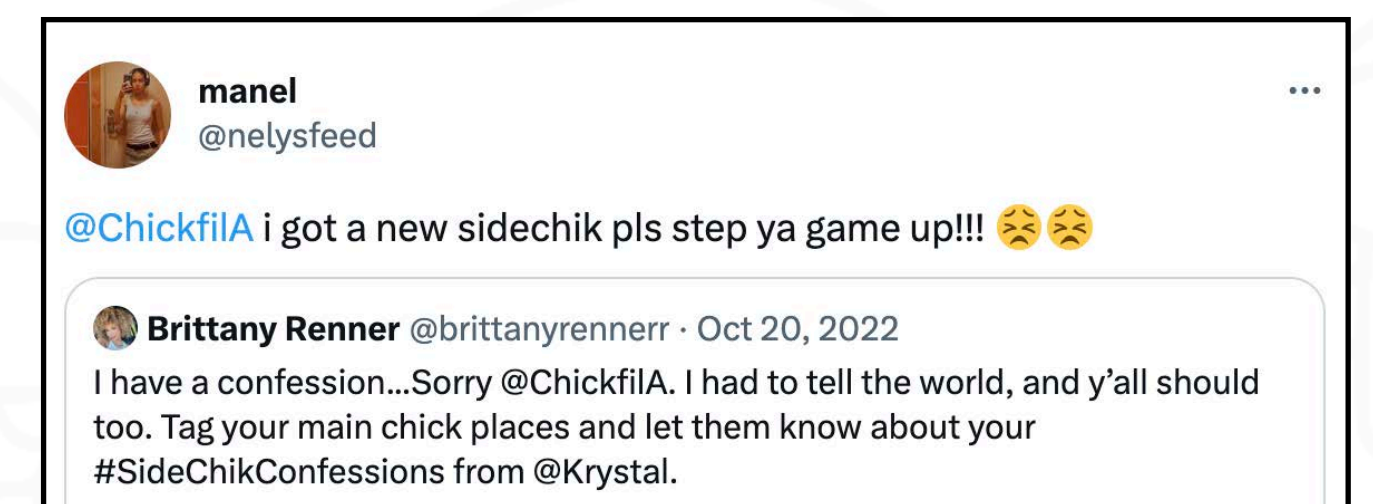 manel
@nelysfeed
@ChickfilA i got a new sidechik pls step ya game up!!! 😣😣
Brittany Renner @brittanyrennerr · Oct 20, 2022
I have a confession...Sorry @ChickfilA. I had to tell the world, and y’all should
too. Tag your main chick places and let them know about your
#SideChikConfessions from @Krystal.